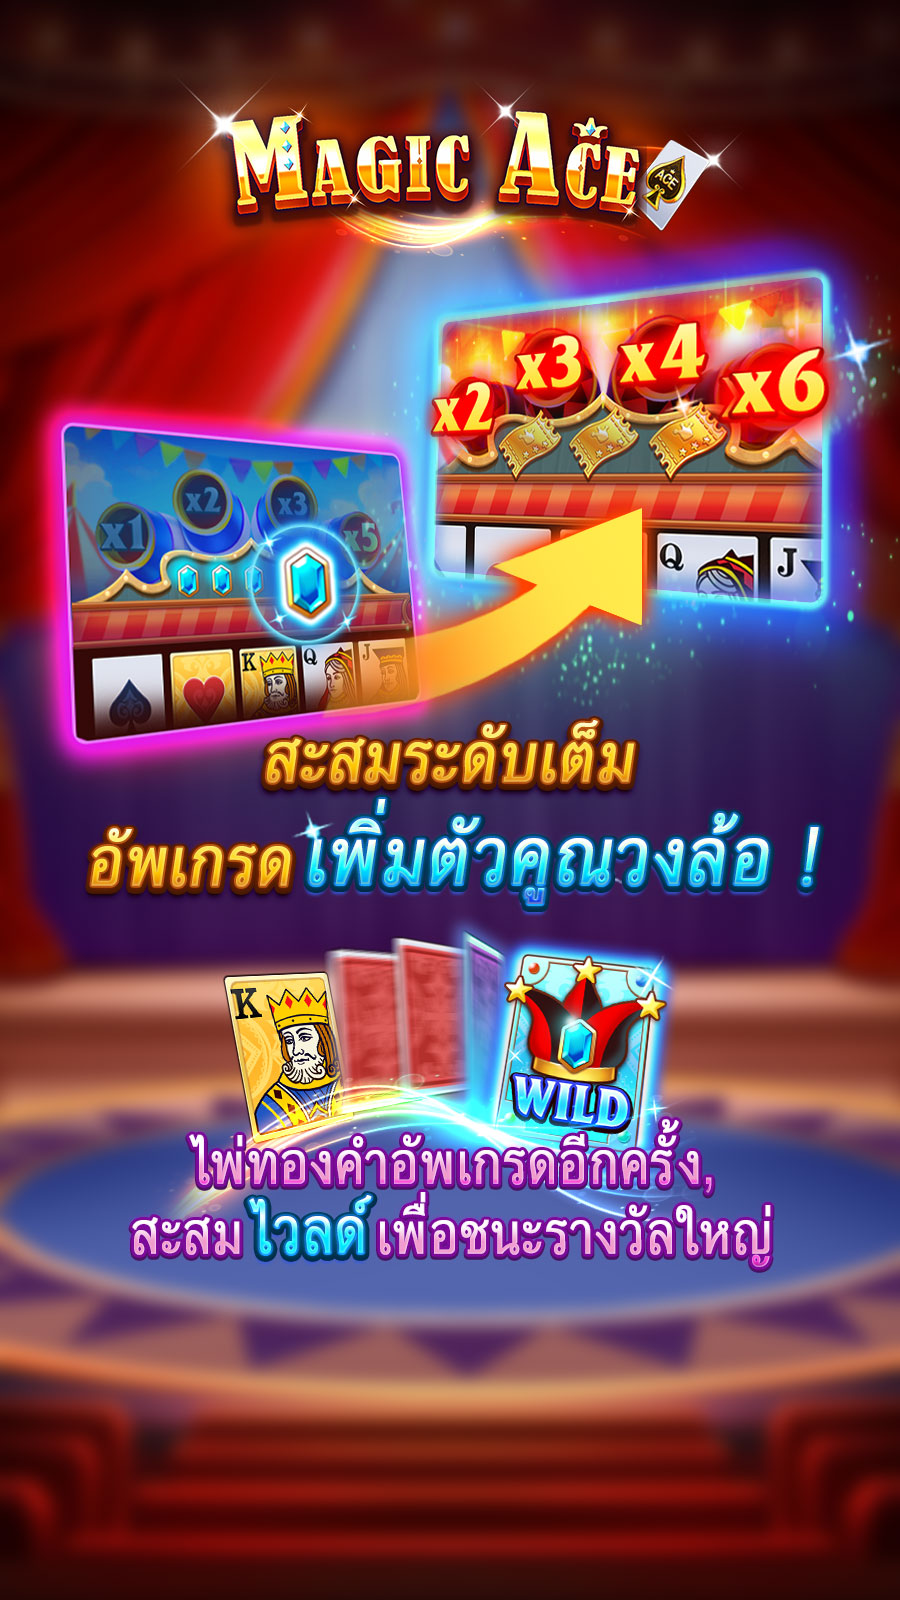 MAGIC ACE
ACE
x2 x3 x4 x6
x1 x2 x3 x5
Q J
K Q J
สะสมระดับเต็ม
อัพเกรด เพิ่มตัวคูณวงล้อ !
K
WILD
ไพ่ทองคำอัพเกรดอีกครั้ง,
สะสม ไวลด์ เพื่อชนะรางวัลใหญ่